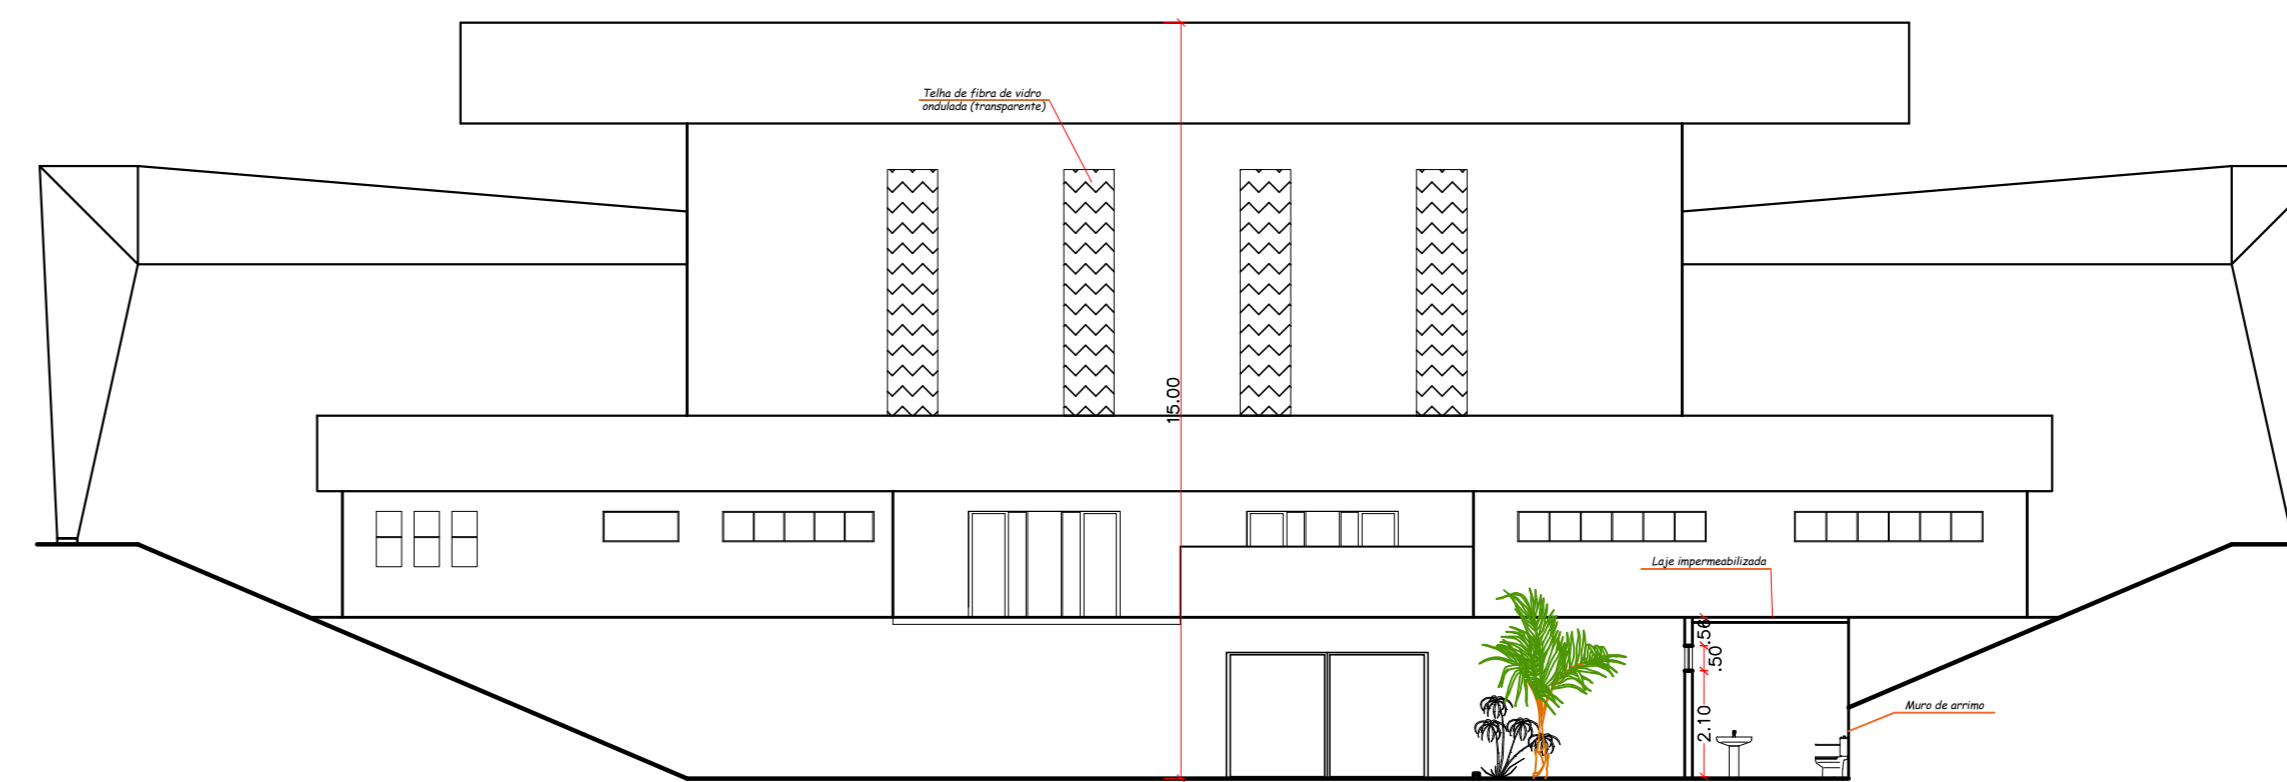 Telha de fibra de vidro
ondulada (transparente)
15.00
Laje impermeabilizada
.56
.50
2.10
Muro de arrimo